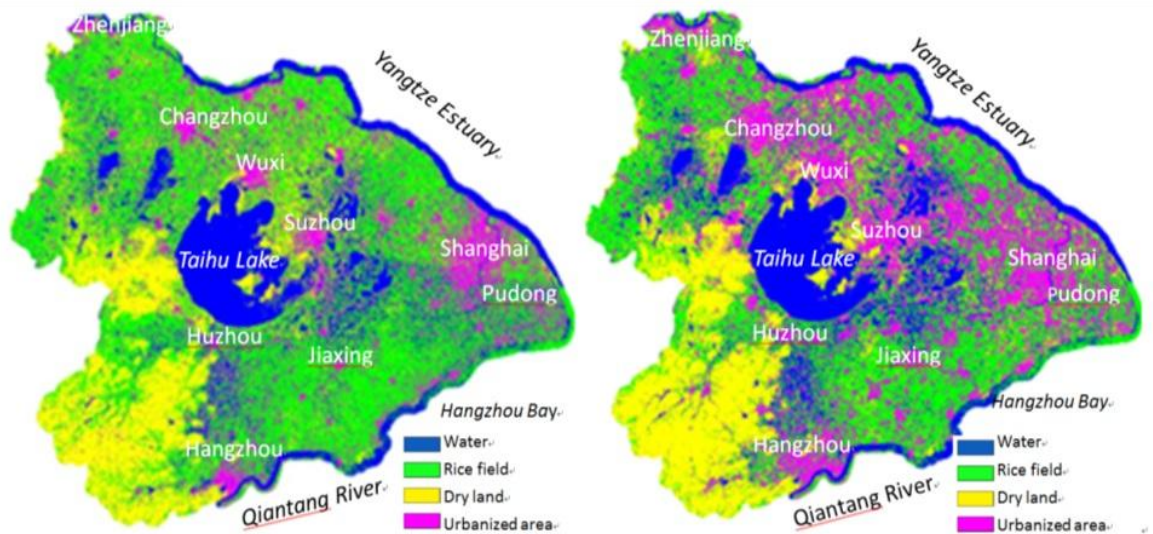 Zhenjiang
Yangtze Estuary
Changzhou
Wuxi
Suzhou
Shanghai
Taihu Lake
Pudong
Huzhou
Jiaxing
Hangzhou Bay
Water
Hangzhou
Rice field
Dry land
Qiantang River
Urbanized area
Zhenjiang
Yangtze Estuary
Changzhou
Wuxi
Suzhou
Shanghai
Taihu Lake
Pudong
Huzhou
Jiaxing
Hangzhou Bay
Water
Hangzhou
Rice field
Dry land
Qiantang River
Urbanized area